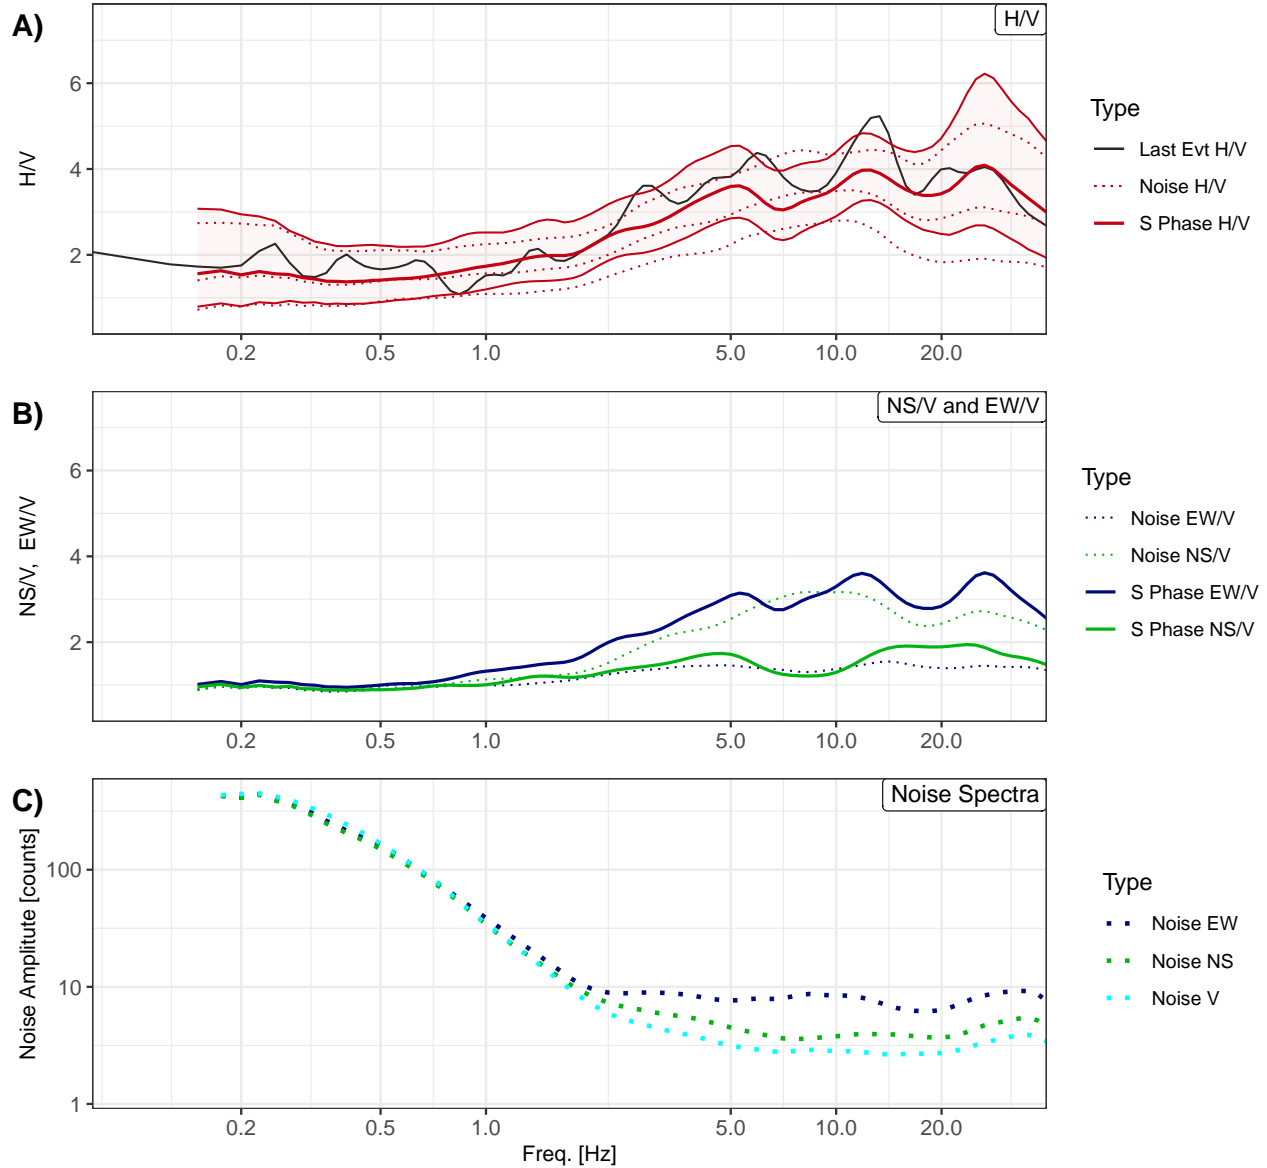 A)
H/V
6
4
2
H/V
0.2 0.5 1.0 5.0 10.0 20.0
Type
Last Evt H/V
Noise H/V
S Phase H/V
B)
NS/V and EW/V
6
4
2
NS/V, EW/V
0.2 0.5 1.0 5.0 10.0 20.0
Type
Noise EW/V
Noise NS/V
S Phase EW/V
S Phase NS/V
C)
Noise Spectra
100
10
1
Noise Amplitute [counts]
0.2 0.5 1.0 5.0 10.0 20.0
Freq. [Hz]
Type
Noise EW
Noise NS
Noise V